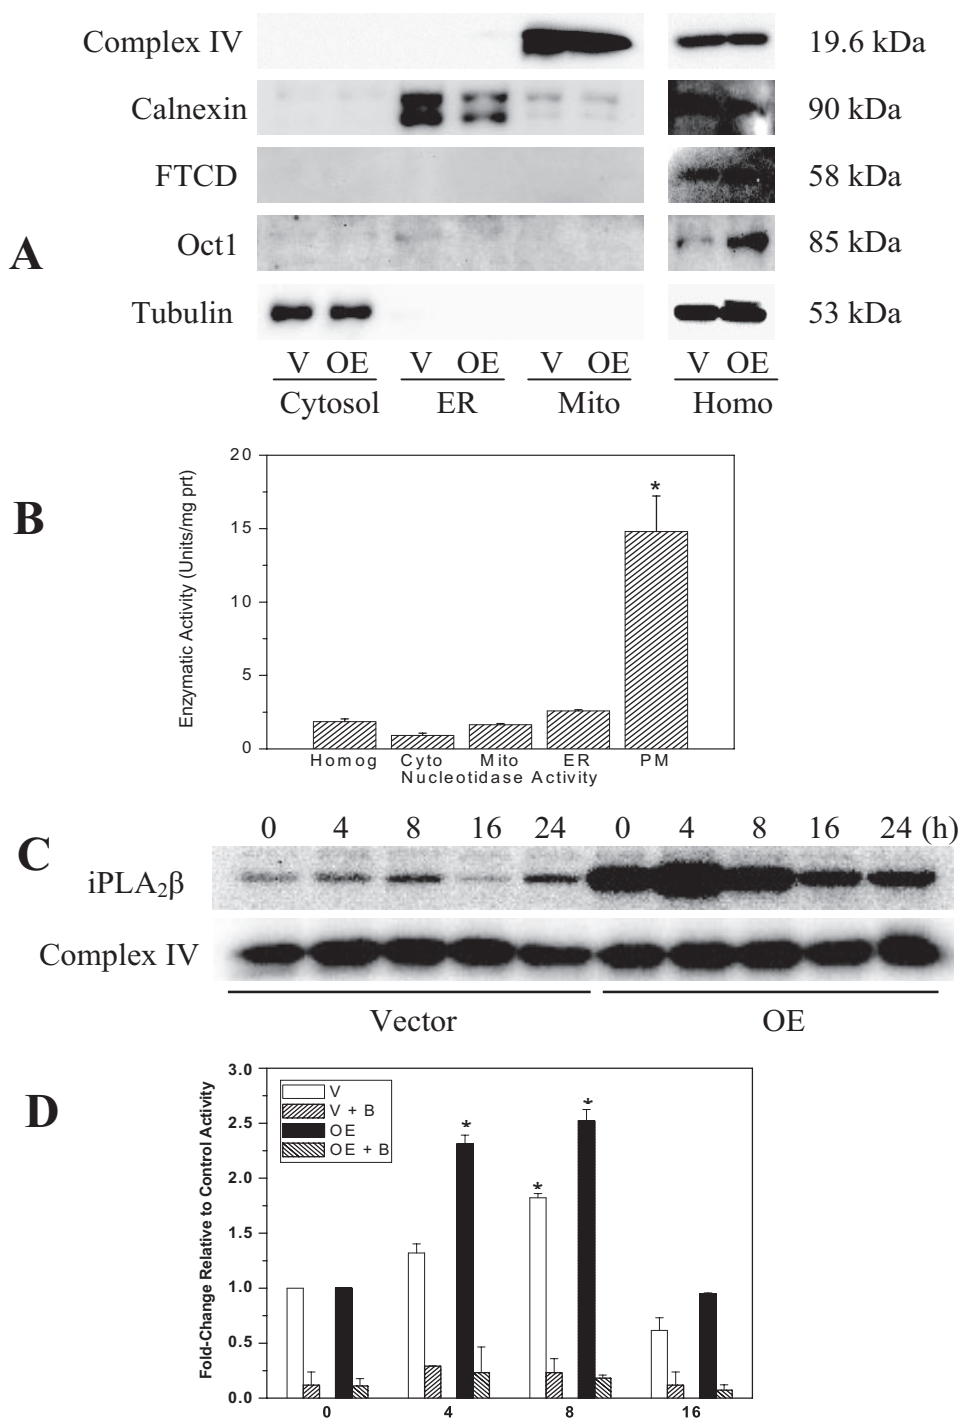 A
Complex IV 19.6 kDa
Calnexin 90 kDa
FTCD 58 kDa
Oct1 85 kDa
Tubulin 53 kDa
V OE V OE V OE V OE
Cytosol ER Mito Homo
B
Enzymatic Activity (Units/mg prt)
20
15
10
5
0
*
Homog Cyto Mito ER PM
Nucleotidase Activity
C
0 4 8 16 24 0 4 8 16 24 (h)
iPLA₂β
Complex IV
Vector OE
D
Fold-Change Relative to Control Activity
3.0
2.5
2.0
1.5
1.0
0.5
0.0
V
V + B
OE
OE + B
* * *
0 4 8 16